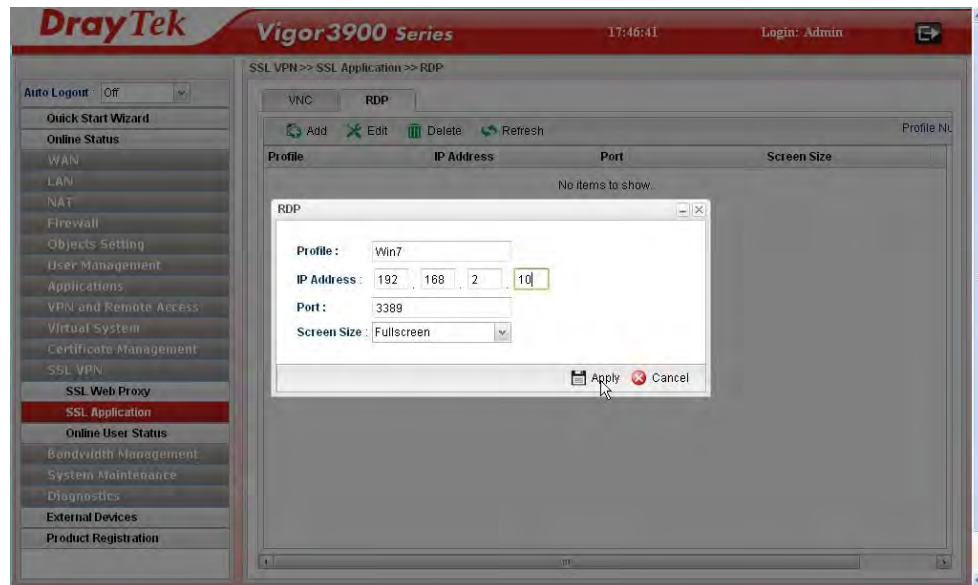 DrayTek
Vigor3900 Series
17:46:41
Login: Admin
Auto Logout Off
Quick Start Wizard
Online Status
WAN
LAN
NAT
Firewall
Objects Setting
User Management
Applications
VPN and Remote Access
Virtual System
Certificate Management
SSL VPN
SSL Web Proxy
SSL Application
Online User Status
Bandwidth Management
System Maintenance
Diagnostics
External Devices
Product Registration
SSL VPN >> SSL Application >> RDP
VNC RDP
Add Edit Delete Refresh Profile Nu
Profile IP Address Port Screen Size
No items to show.
RDP
Profile : Win7
IP Address : 192 . 168 . 2 . 10
Port : 3389
Screen Size : Fullscreen
Apply Cancel